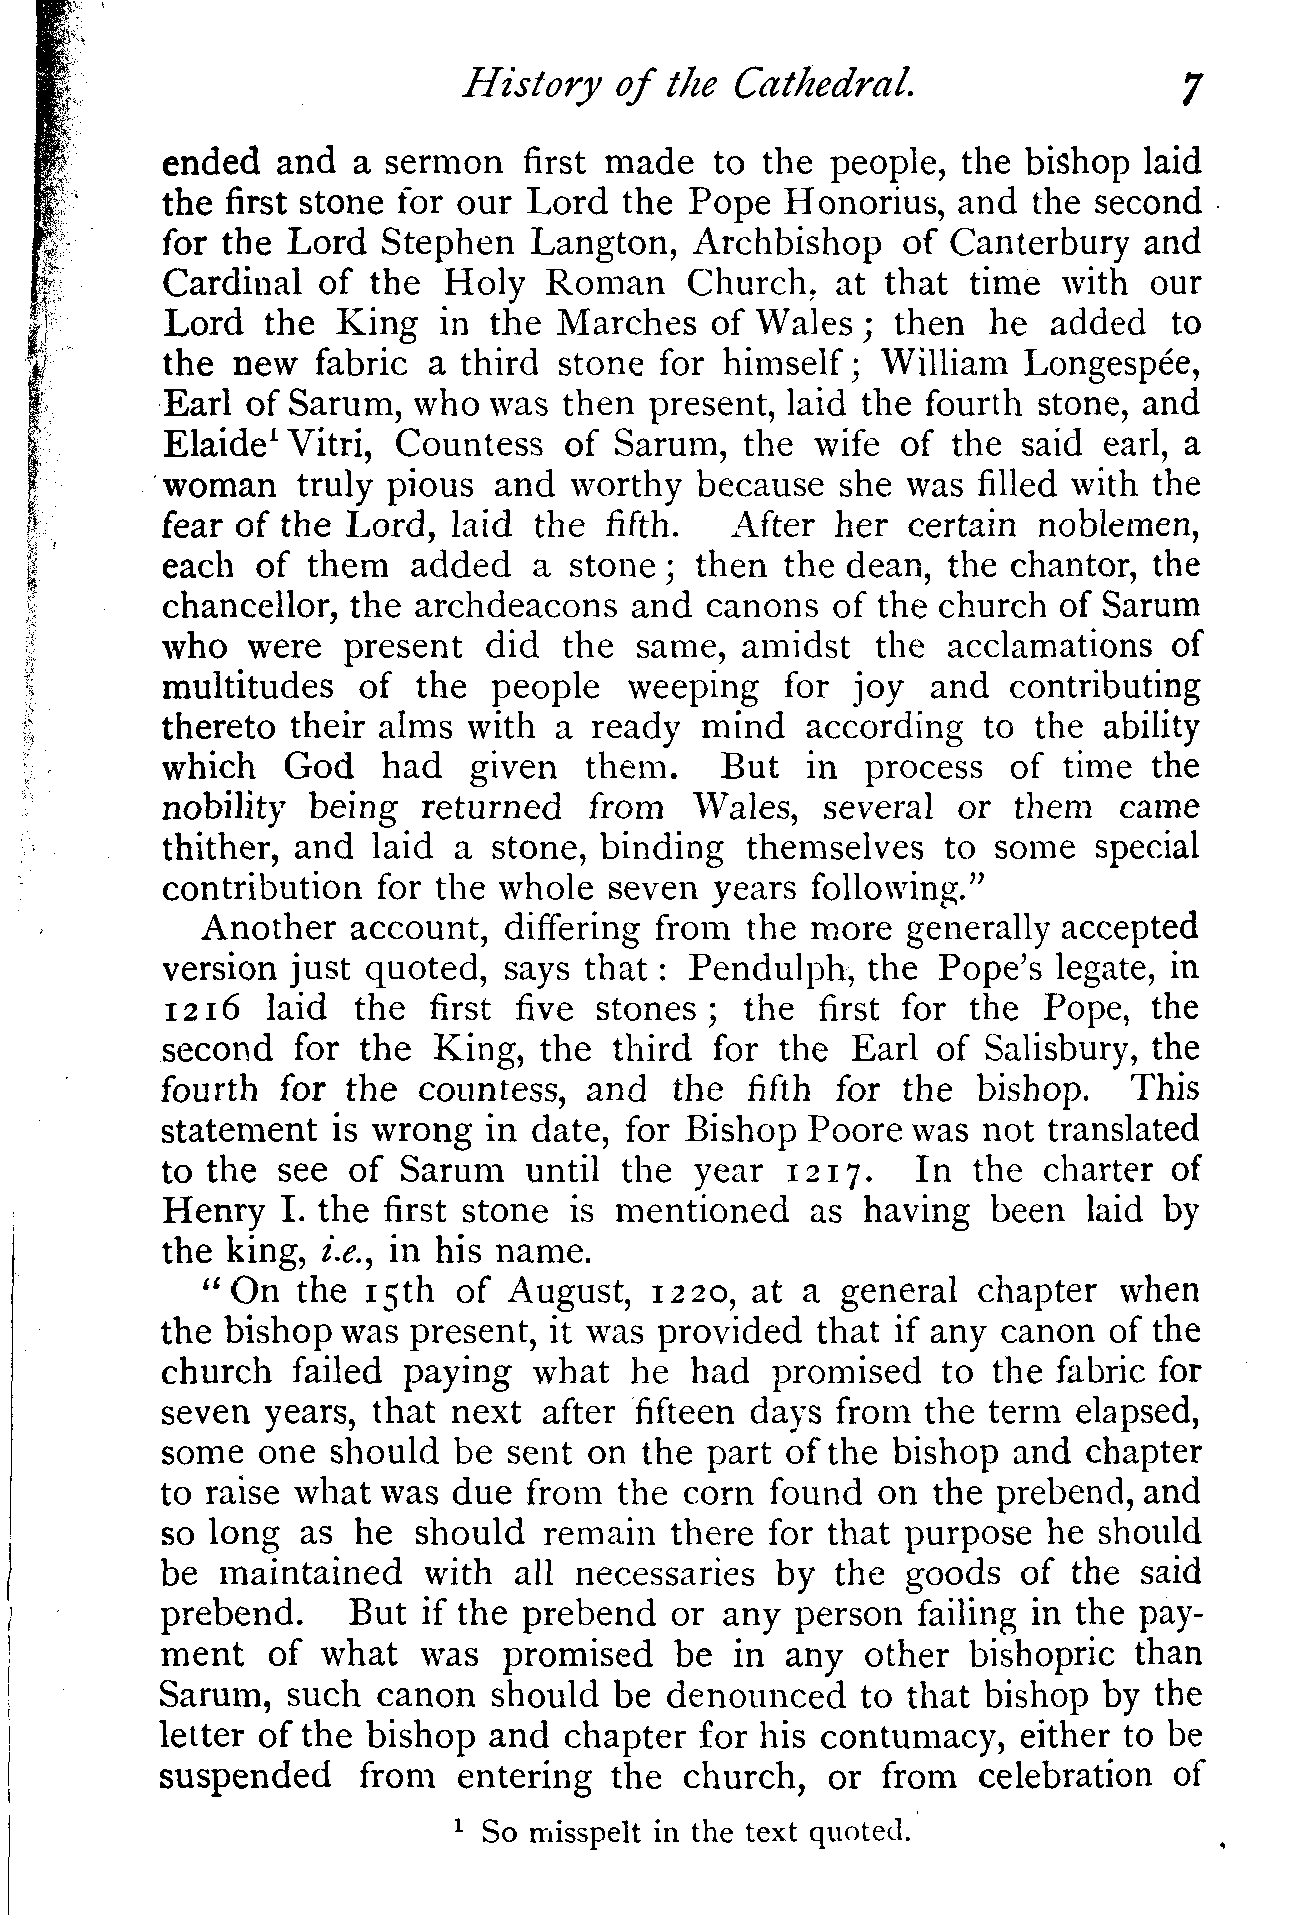 History of the Cathedral. 7
ended and a sermon first made to the people, the bishop laid
the first stone for our Lord the Pope Honorius, and the second
for the Lord Stephen Langton, Archbishop of Canterbury and
Cardinal of the Holy Roman Church, at that time with our
Lord the King in the Marches of Wales; then he added to
the new fabric a third stone for himself; William Longespée,
Earl of Sarum, who was then present, laid the fourth stone, and
Elaide¹ Vitri, Countess of Sarum, the wife of the said earl, a
woman truly pious and worthy because she was filled with the
fear of the Lord, laid the fifth. After her certain noblemen,
each of them added a stone; then the dean, the chantor, the
chancellor, the archdeacons and canons of the church of Sarum
who were present did the same, amidst the acclamations of
multitudes of the people weeping for joy and contributing
thereto their alms with a ready mind according to the ability
which God had given them. But in process of time the
nobility being returned from Wales, several or them came
thither, and laid a stone, binding themselves to some special
contribution for the whole seven years following."
Another account, differing from the more generally accepted
version just quoted, says that: Pendulph, the Pope's legate, in
1216 laid the first five stones; the first for the Pope, the
second for the King, the third for the Earl of Salisbury, the
fourth for the countess, and the fifth for the bishop. This
statement is wrong in date, for Bishop Poore was not translated
to the see of Sarum until the year 1217. In the charter of
Henry I. the first stone is mentioned as having been laid by
the king, i.e., in his name.
"On the 15th of August, 1220, at a general chapter when
the bishop was present, it was provided that if any canon of the
church failed paying what he had promised to the fabric for
seven years, that next after fifteen days from the term elapsed,
some one should be sent on the part of the bishop and chapter
to raise what was due from the corn found on the prebend, and
so long as he should remain there for that purpose he should
be maintained with all necessaries by the goods of the said
prebend. But if the prebend or any person failing in the pay-
ment of what was promised be in any other bishopric than
Sarum, such canon should be denounced to that bishop by the
letter of the bishop and chapter for his contumacy, either to be
suspended from entering the church, or from celebration of
¹ So misspelt in the text quoted.